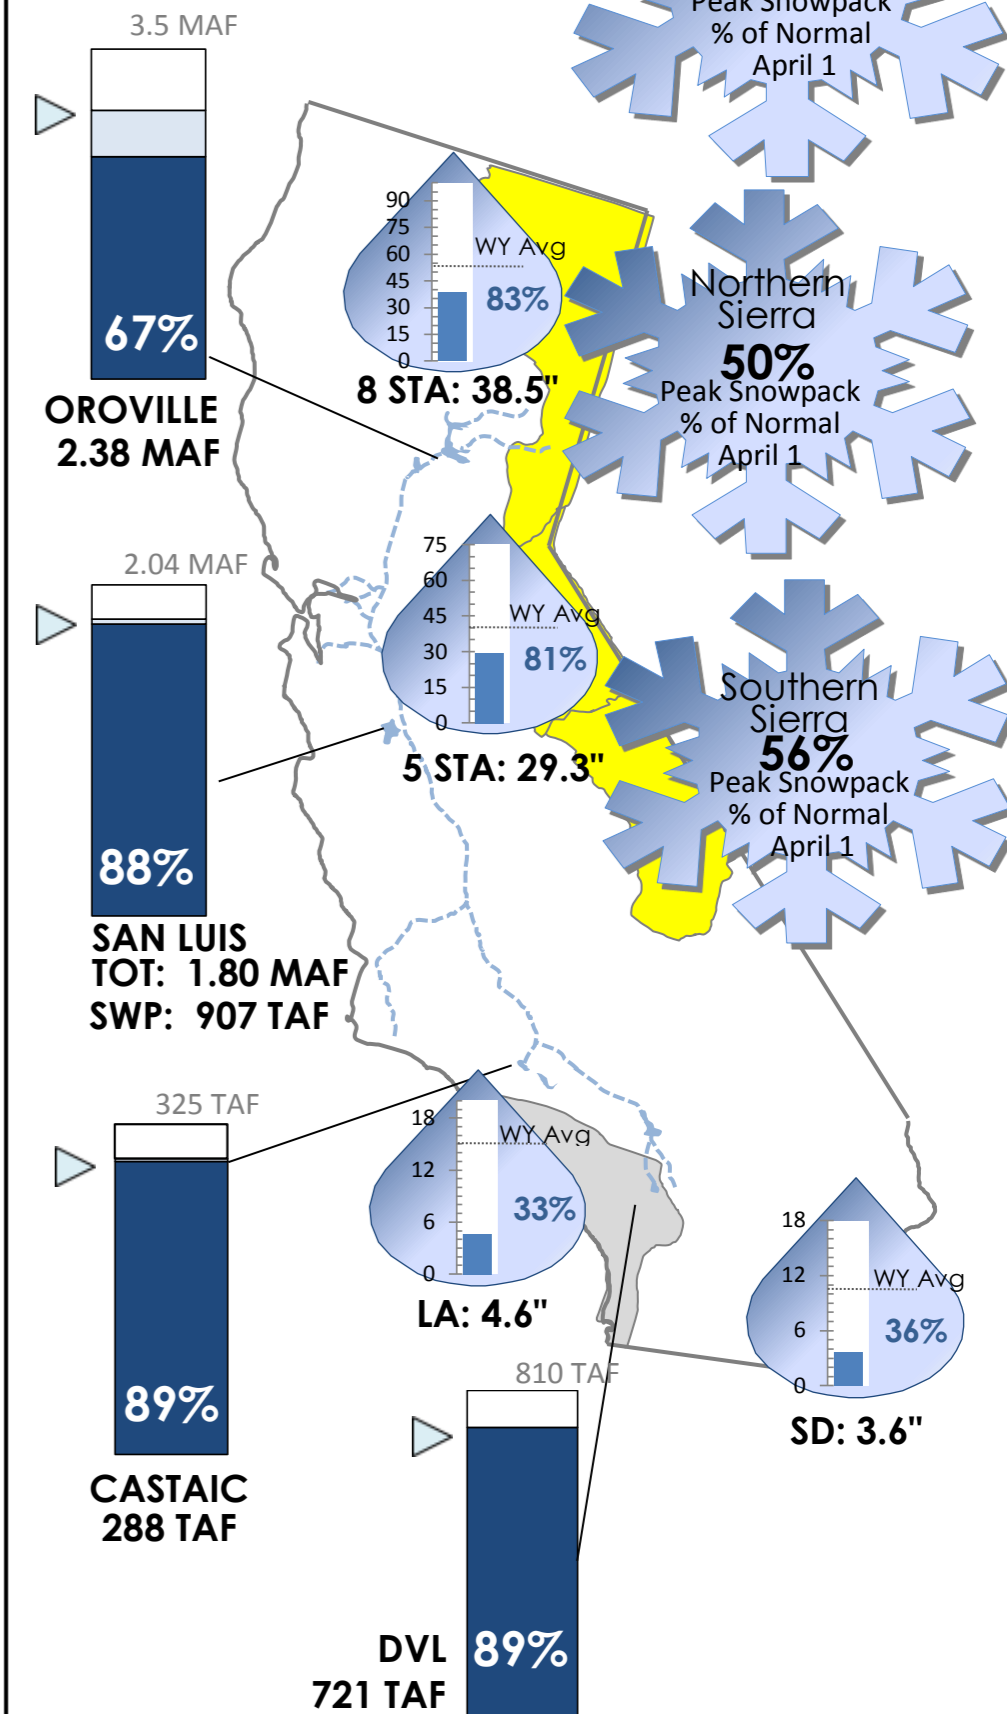 Peak Snowpack
% of Normal
April 1
3.5 MAF
67%
OROVILLE
2.38 MAF
90
75
60
45
30
15
0
WY Avg
83%
8 STA: 38.5"
Northern
Sierra
50%
Peak Snowpack
% of Normal
April 1
2.04 MAF
88%
SAN LUIS
TOT: 1.80 MAF
SWP: 907 TAF
75
60
45
30
15
0
WY Avg
81%
5 STA: 29.3"
Southern
Sierra
56%
Peak Snowpack
% of Normal
April 1
325 TAF
89%
CASTAIC
288 TAF
18
12
6
0
WY Avg
33%
LA: 4.6"
18
12
6
0
WY Avg
36%
SD: 3.6"
810 TAF
89%
DVL
721 TAF